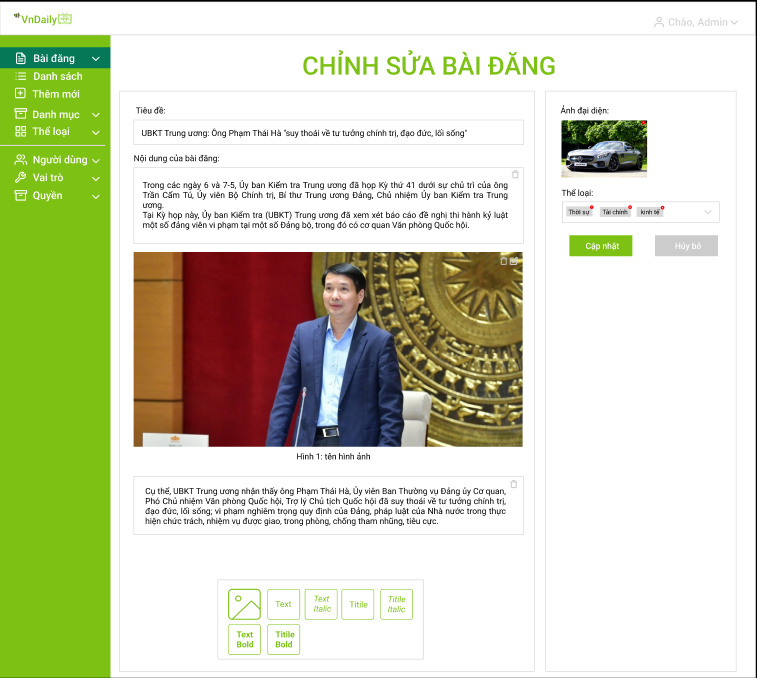 VnDaily
Chào, Admin
Bài đăng
Danh sách
Thêm mới
Danh mục
Thể loại
Người dùng
Vai trò
Quyền
CHỈNH SỬA BÀI ĐĂNG
Tiêu đề:
UBKT Trung ương: Ông Phạm Thái Hà "suy thoái về tư tưởng chính trị, đạo đức, lối sống"
Nội dung của bài đăng:
Trong các ngày 6 và 7-5, Ủy ban Kiểm tra Trung ương đã họp Kỳ thứ 41 dưới sự chủ trì của ông
Trần Cẩm Tú, Ủy viên Bộ Chính trị, Bí thư Trung ương Đảng, Chủ nhiệm Ủy ban Kiểm tra Trung
ương.
Tại Kỳ họp này, Ủy ban Kiểm tra (UBKT) Trung ương đã xem xét báo cáo đề nghị thi hành kỷ luật
một số đảng viên vi phạm tại một số Đảng bộ, trong đó có cơ quan Văn phòng Quốc hội.
Hình 1: tên hình ảnh
Cụ thể, UBKT Trung ương nhận thấy ông Phạm Thái Hà, Ủy viên Ban Thường vụ Đảng ủy Cơ quan,
Phó Chủ nhiệm Văn phòng Quốc hội, Trợ lý Chủ tịch Quốc hội đã suy thoái về tư tưởng chính trị,
đạo đức, lối sống; vi phạm nghiêm trọng quy định của Đảng, pháp luật của Nhà nước trong thực
hiện chức trách, nhiệm vụ được giao, trong phòng, chống tham nhũng, tiêu cực.
Text
Text
Italic
Titile
Titile
Italic
Text
Bold
Titile
Bold
Ảnh đại diện:
Thể loại:
Thời sự
Tài chính
kinh tế
Cập nhật
Hủy bỏ